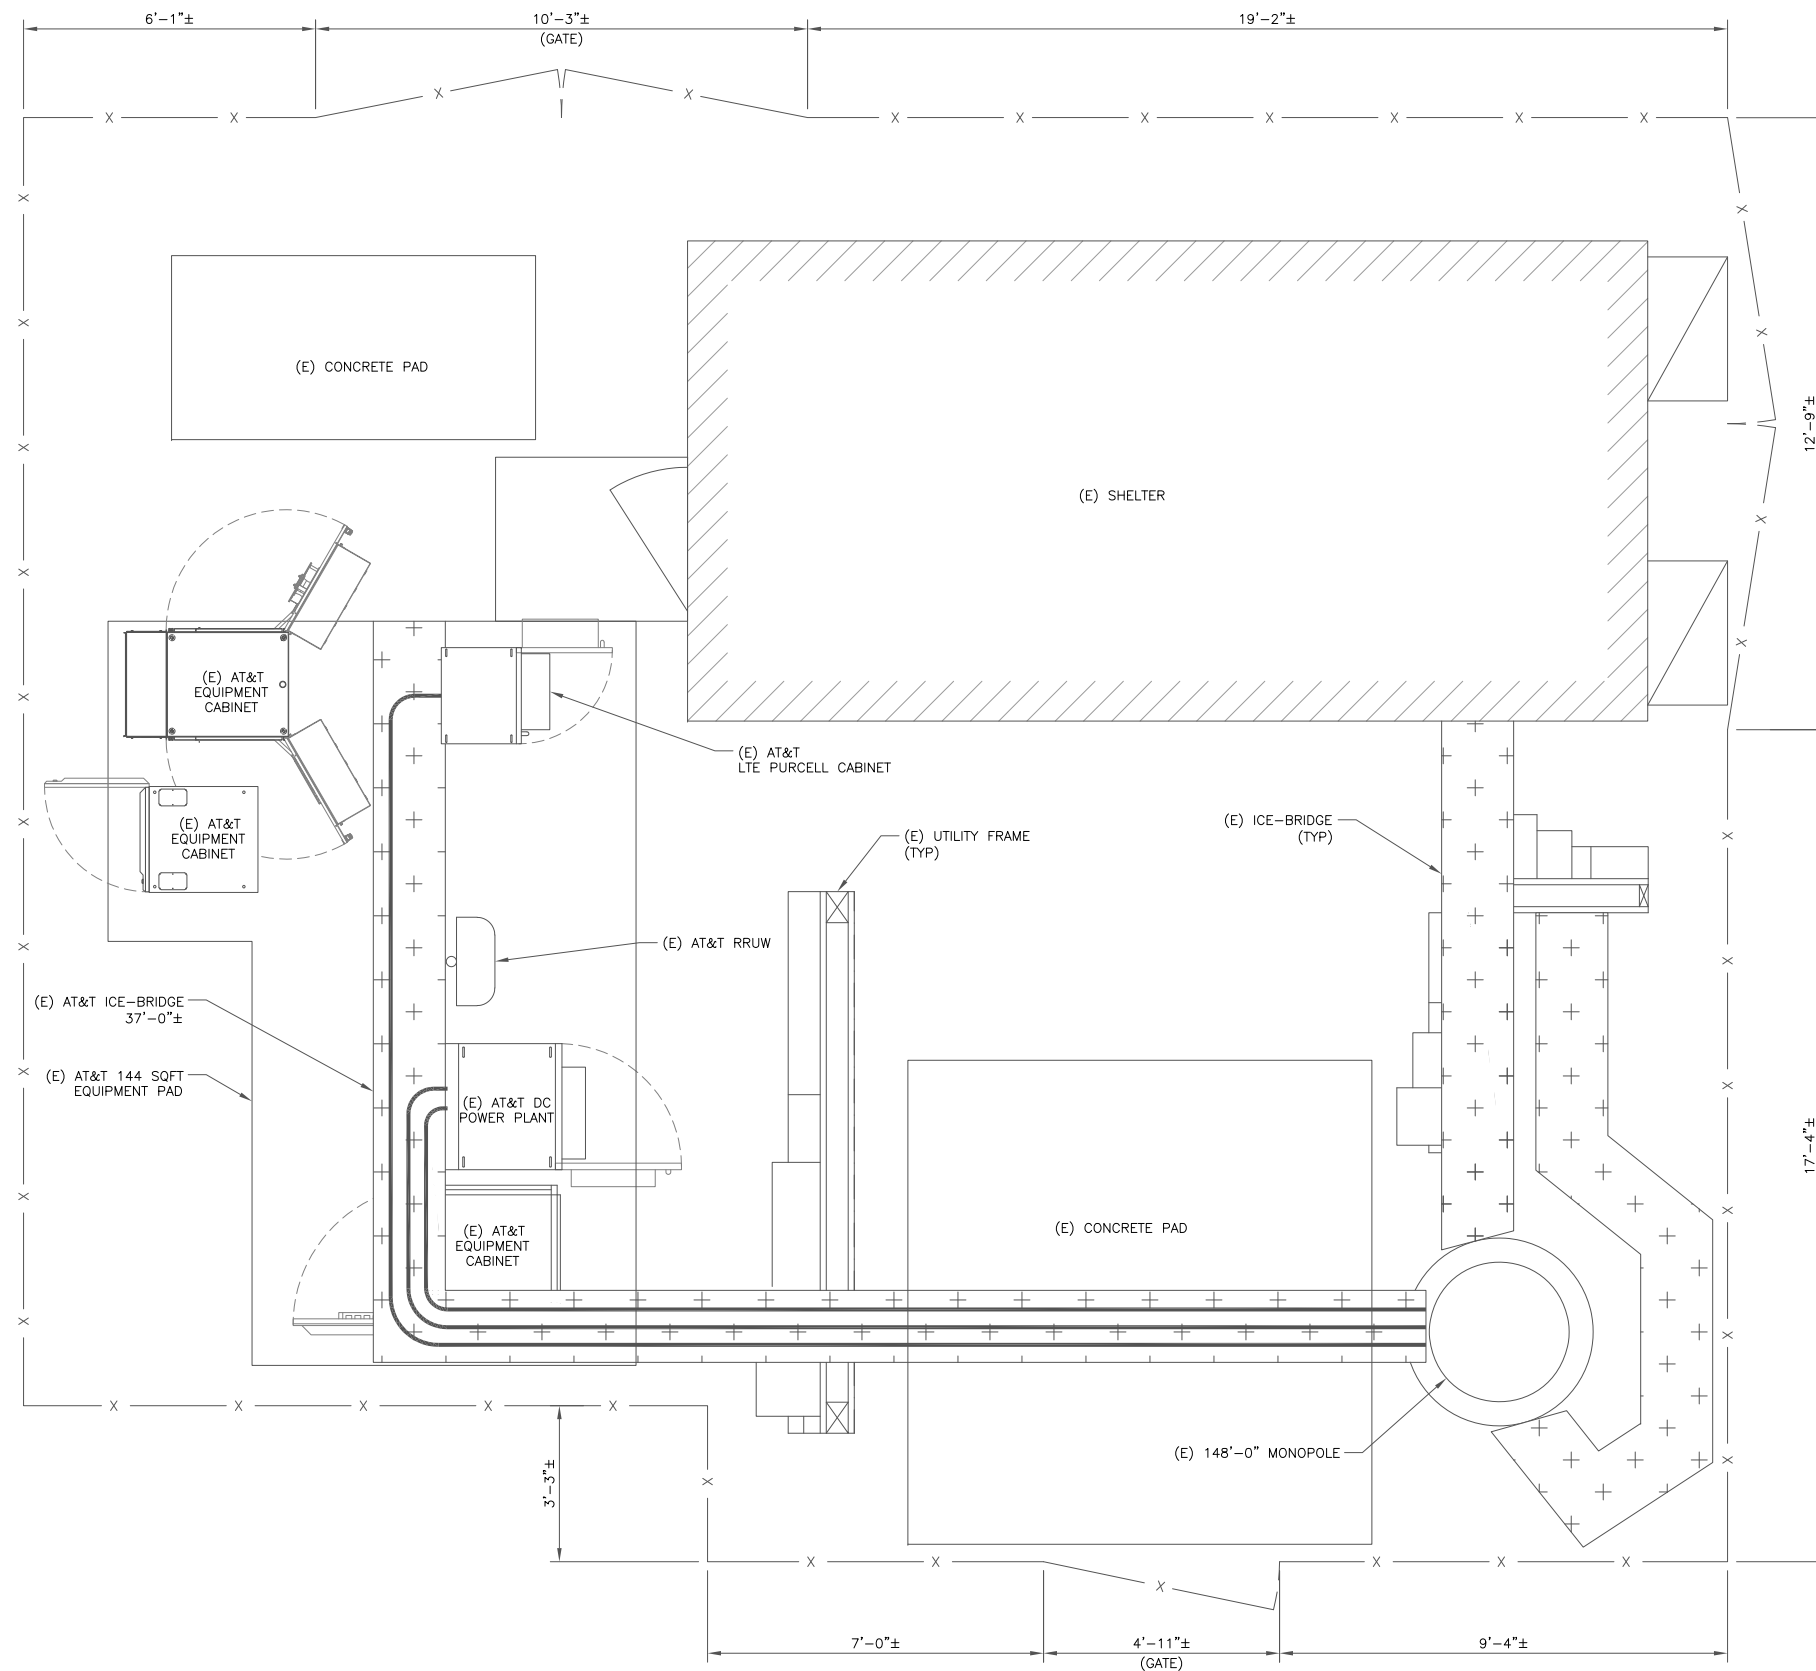 6'-1"±
10'-3"±
(GATE)
19'-2"±
(E) CONCRETE PAD
12'-9"±
(E) SHELTER
(E) AT&T
EQUIPMENT
CABINET
(E) AT&T
LTE PURCELL CABINET
(E) AT&T
EQUIPMENT
CABINET
(E) UTILITY FRAME
(TYP)
(E) ICE-BRIDGE
(TYP)
(E) AT&T RRUW
(E) AT&T ICE-BRIDGE
37'-0"±
(E) AT&T 144 SQFT
EQUIPMENT PAD
(E) AT&T DC
POWER PLANT
17'-4"±
(E) AT&T
EQUIPMENT
CABINET
(E) CONCRETE PAD
(E) 148'-0" MONOPOLE
3'-3"±
7'-0"±
4'-11"±
(GATE)
9'-4"±